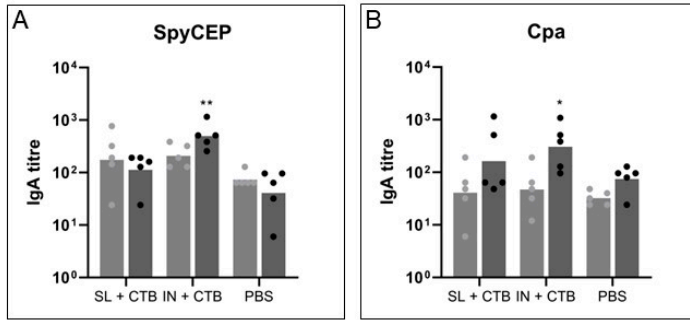 A
SpyCEP
IgA titre
10⁴
10³
10²
10¹
10⁰
**
SL + CTB IN + CTB PBS
B
Cpa
IgA titre
10⁴
10³
10²
10¹
10⁰
*
SL + CTB IN + CTB PBS